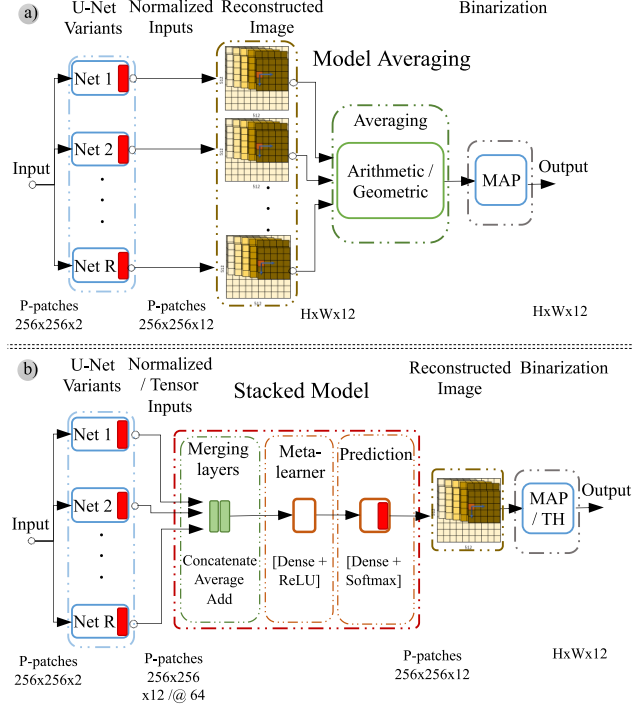 a)
U-Net
Variants
Normalized
Inputs
Reconstructed
Image
Binarization
Model Averaging
Net 1
Net 2
Net R
Input
Averaging
Arithmetic /
Geometric
MAP
Output
P-patches
256x256x2
P-patches
256x256x12
HxWx12
HxWx12
b)
U-Net
Variants
Normalized
/ Tensor
Inputs
Stacked Model
Reconstructed
Image
Binarization
Net 1
Net 2
Net R
Input
Merging
layers
Concatenate
Average
Add
Meta-
learner
[Dense +
ReLU]
Prediction
[Dense +
Softmax]
MAP
/ TH
Output
P-patches
256x256x2
P-patches
256x256
x12 /@ 64
P-patches
256x256x12
HxWx12